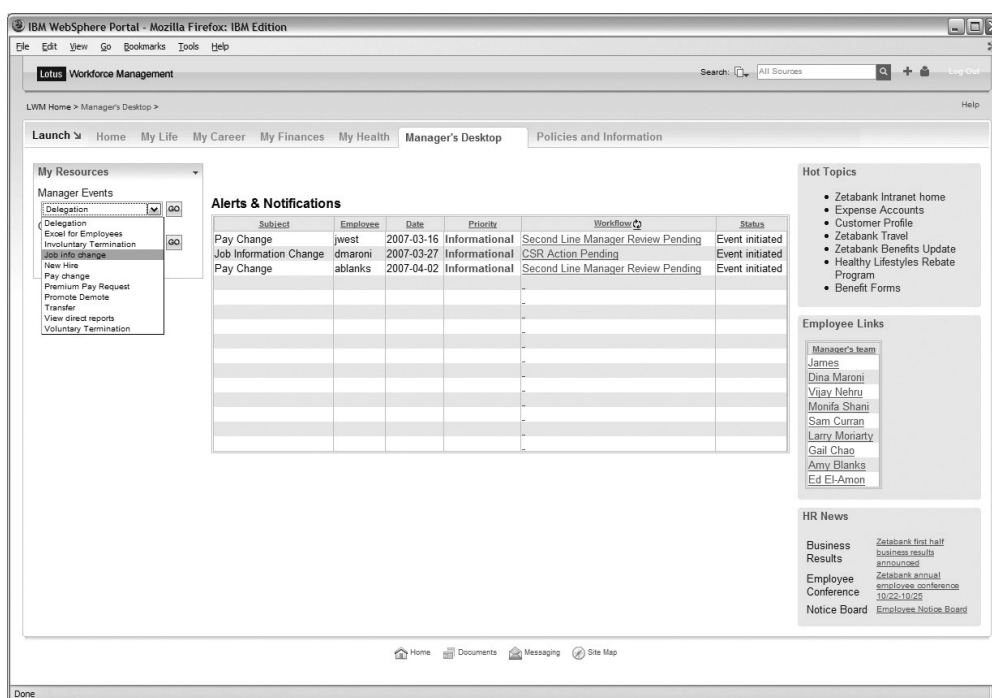 IBM WebSphere Portal - Mozilla Firefox: IBM Edition
File Edit View Go Bookmarks Tools Help
Lotus Workforce Management
Search: All Sources
Log Out
LWM Home > Manager's Desktop >
Help
Launch Home My Life My Career My Finances My Health Manager's Desktop Policies and Information
My Resources
Manager Events
Delegation GO
Delegation
Excel for Employees
Involuntary Termination
GO
Job info change
New Hire
Pay change
Premium Pay Request
Promote Demote
Transfer
View direct reports
Voluntary Termination
Alerts & Notifications
Subject Employee Date Priority Workflow Status
Pay Change jwest 2007-03-16 Informational Second Line Manager Review Pending Event initiated
Job Information Change dmaroni 2007-03-27 Informational CSR Action Pending Event initiated
Pay Change ablanks 2007-04-02 Informational Second Line Manager Review Pending Event initiated
Hot Topics
Zetabank Intranet home
Expense Accounts
Customer Profile
Zetabank Travel
Zetabank Benefits Update
Healthy Lifestyles Rebate
Program
Benefit Forms
Employee Links
Manager's team
James
Dina Maroni
Vijay Nehru
Monifa Shani
Sam Curran
Larry Moriarty
Gail Chao
Amy Blanks
Ed El-Amon
HR News
Business Results
Zetabank first half
business results
announced
Employee Conference
Zetabank annual
employee conference
10/22-10/25
Notice Board Employee Notice Board
Home Documents Messaging Site Map
Done